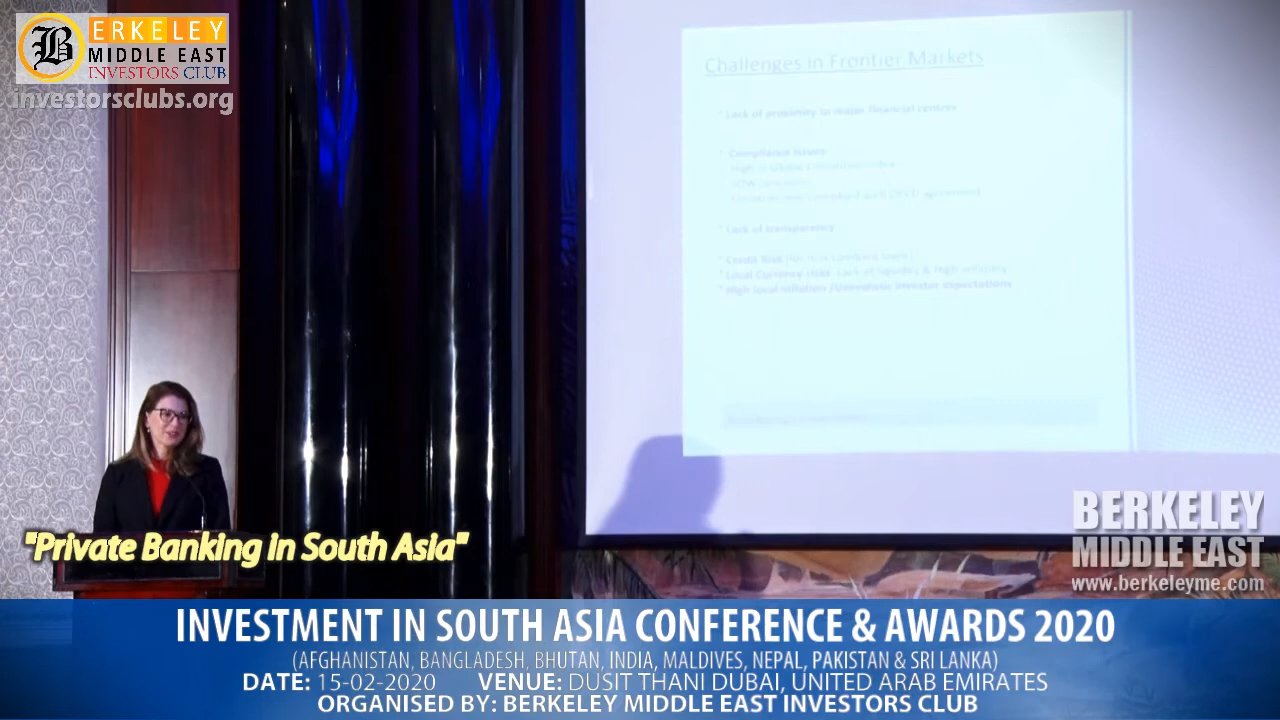 B
BERKELEY
MIDDLE EAST
INVESTORS CLUB
investorsclubs.org
Challenges in Frontier Markets
* Lack of proximity to major financial centres
* Compliance issues
* Lack of transparency
* Credit Risk
* Local Currency risks: Lack of liquidity & High volatility
* High local inflation /Unrealistic investor expectations
"Private Banking in South Asia"
BERKELEY
MIDDLE EAST
www.berkeleyme.com
INVESTMENT IN SOUTH ASIA CONFERENCE & AWARDS 2020
(AFGHANISTAN, BANGLADESH, BHUTAN, INDIA, MALDIVES, NEPAL, PAKISTAN & SRI LANKA)
DATE: 15-02-2020 VENUE: DUSIT THANI DUBAI, UNITED ARAB EMIRATES
ORGANISED BY: BERKELEY MIDDLE EAST INVESTORS CLUB